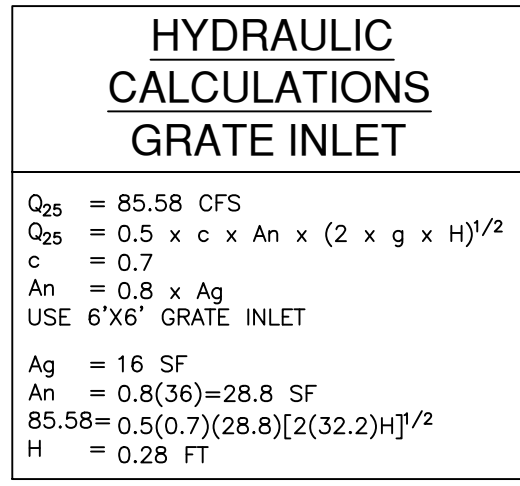 HYDRAULIC
CALCULATIONS
GRATE INLET
Q₂₅ = 85.58 CFS
Q₂₅ = 0.5 x c x An x (2 x g x H)¹/²
c = 0.7
An = 0.8 x Ag
USE 6'X6' GRATE INLET
Ag = 16 SF
An = 0.8(36)=28.8 SF
85.58= 0.5(0.7)(28.8)[2(32.2)H]¹/²
H = 0.28 FT